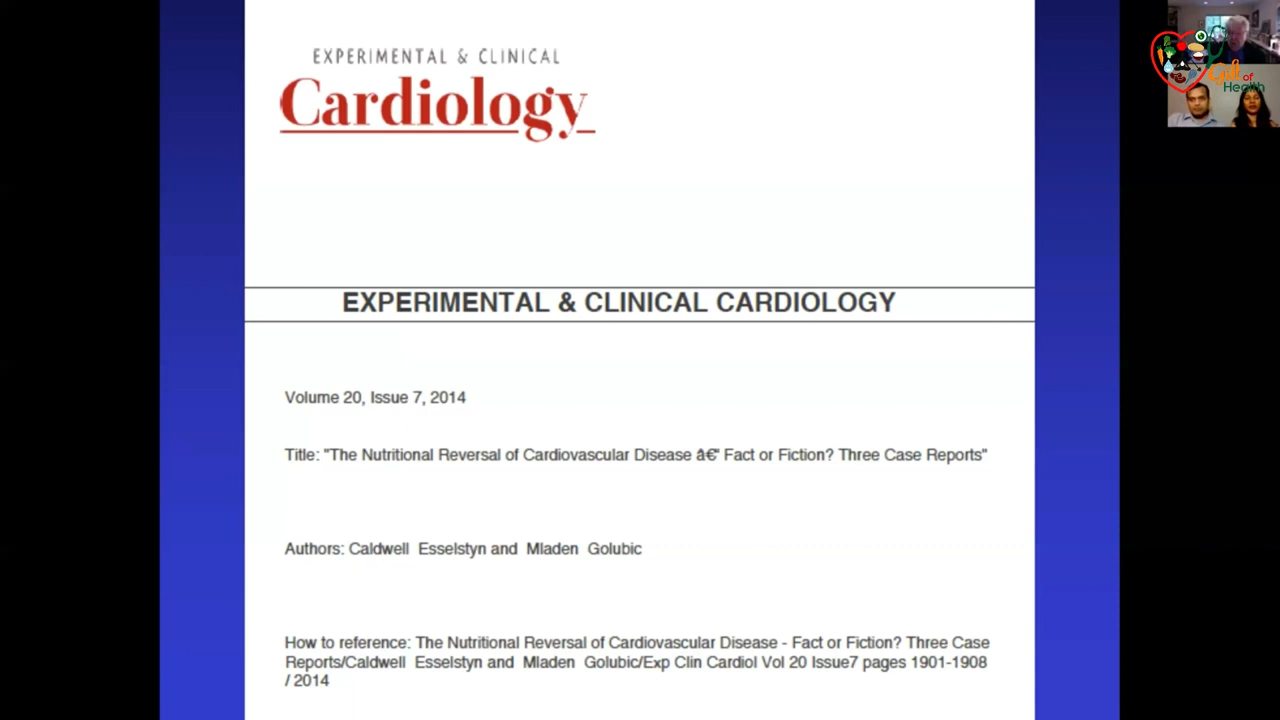 EXPERIMENTAL & CLINICAL
Cardiology
Gift of
Health
EXPERIMENTAL & CLINICAL CARDIOLOGY
Volume 20, Issue 7, 2014
Title: "The Nutritional Reversal of Cardiovascular Disease â€“ Fact or Fiction? Three Case Reports"
Authors: Caldwell Esselstyn and Mladen Golubic
How to reference: The Nutritional Reversal of Cardiovascular Disease - Fact or Fiction? Three Case
Reports/Caldwell Esselstyn and Mladen Golubic/Exp Clin Cardiol Vol 20 Issue7 pages 1901-1908
/ 2014